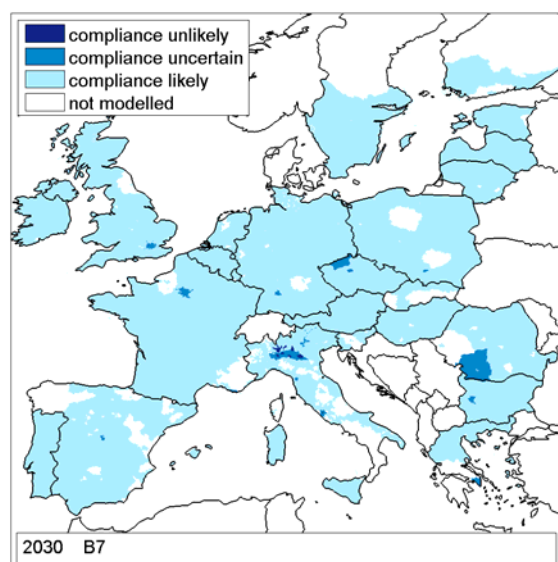 compliance unlikely
compliance uncertain
compliance likely
not modelled
2030 B7